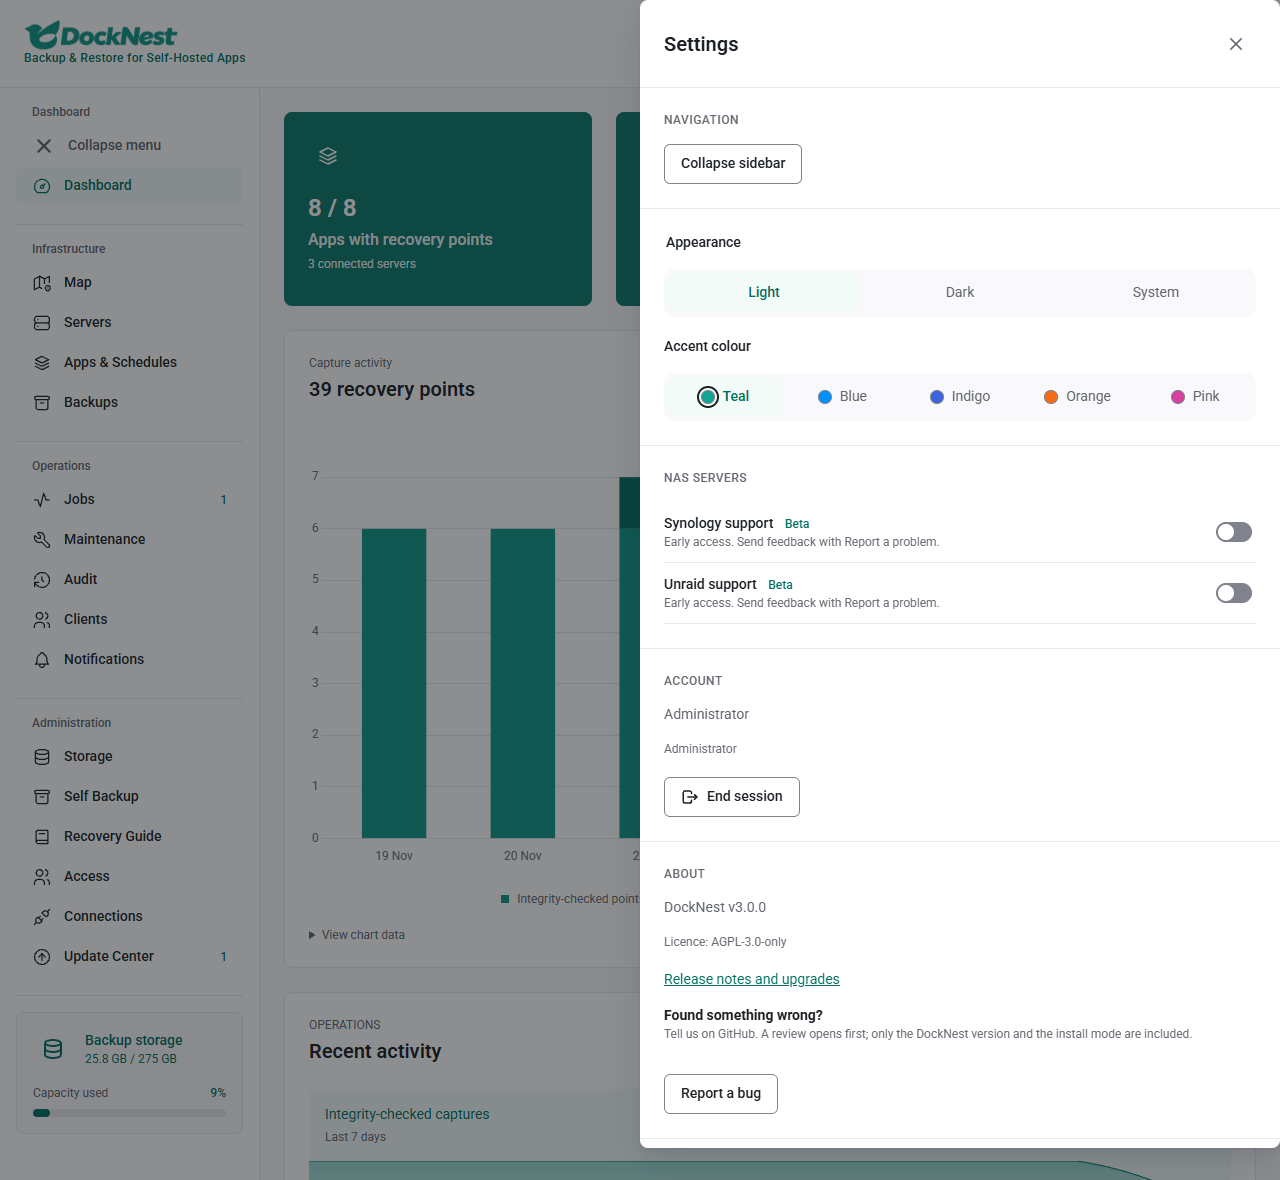 DockNest
Backup & Restore for Self-Hosted Apps
Dashboard
Collapse menu
Dashboard
Infrastructure
Map
Servers
Apps & Schedules
Backups
Operations
Jobs 1
Maintenance
Audit
Clients
Notifications
Administration
Storage
Self Backup
Recovery Guide
Access
Connections
Update Center 1
Backup storage
25.8 GB / 275 GB
Capacity used 9%
8 / 8
Apps with recovery points
3 connected servers
Capture activity
39 recovery points
7
6
5
4
3
2
1
0
19 Nov 20 Nov 2
Integrity-checked point
View chart data
OPERATIONS
Recent activity
Integrity-checked captures
Last 7 days
Settings
NAVIGATION
Collapse sidebar
Appearance
Light Dark System
Accent colour
Teal Blue Indigo Orange Pink
NAS SERVERS
Synology support Beta
Early access. Send feedback with Report a problem.
Unraid support Beta
Early access. Send feedback with Report a problem.
ACCOUNT
Administrator
Administrator
End session
ABOUT
DockNest v3.0.0
Licence: AGPL-3.0-only
Release notes and upgrades
Found something wrong?
Tell us on GitHub. A review opens first; only the DockNest version and the install mode are included.
Report a bug